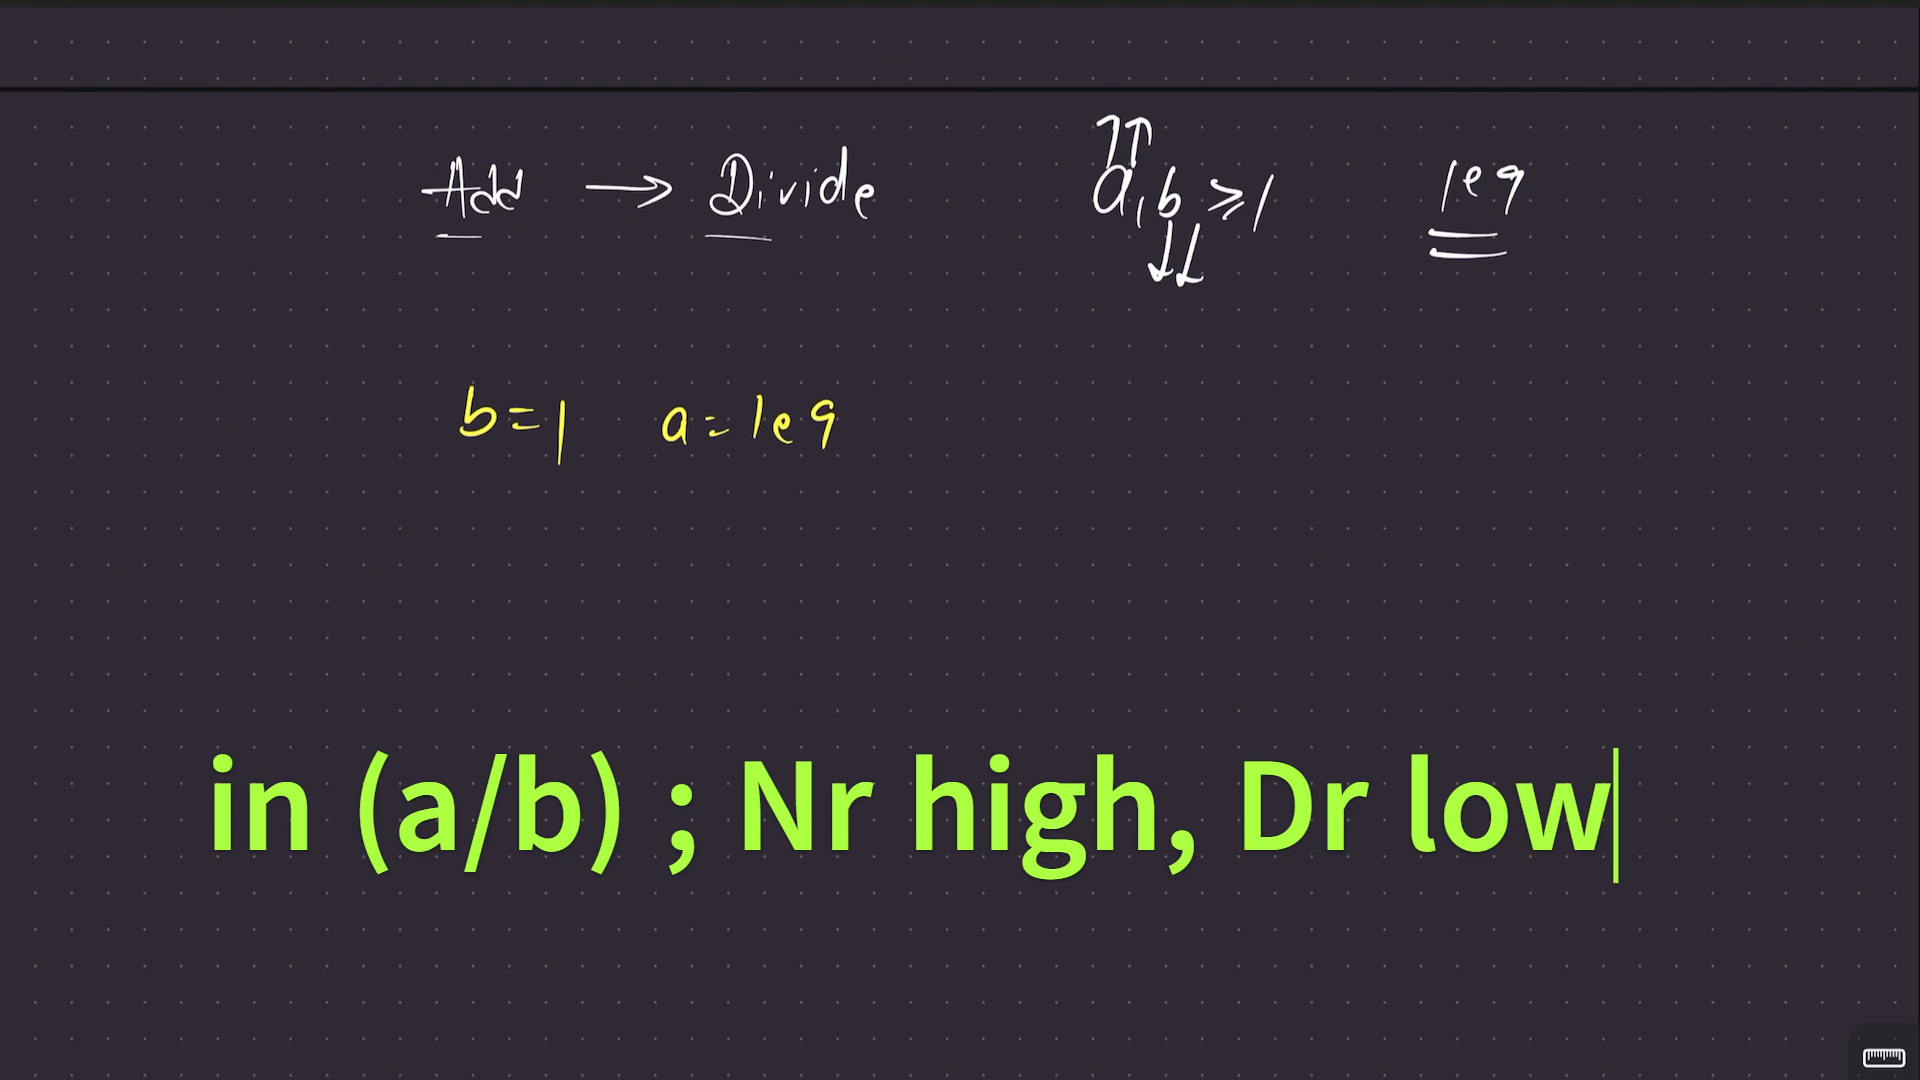 Add → Divide a, b ≥ 1 1e9
b = 1 a = 1e9
in (a/b) ; Nr high, Dr low